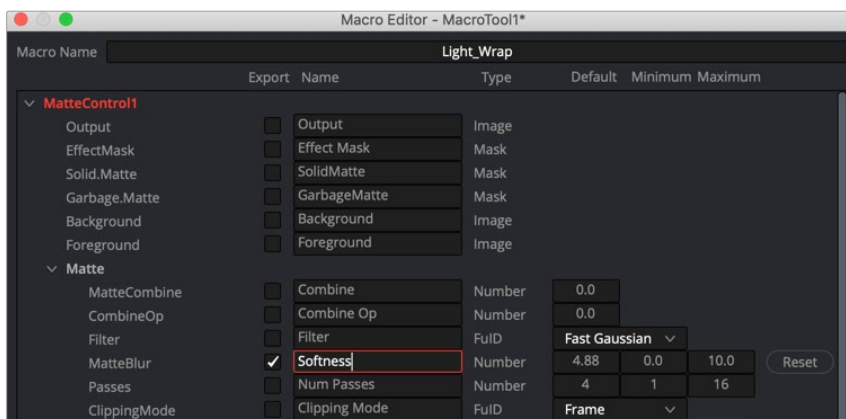 Macro Editor - MacroTool1*
Macro Name Light_Wrap
Export Name Type Default Minimum Maximum
MatteControl1
Output Output Image
EffectMask Effect Mask Mask
Solid.Matte SolidMatte Mask
Garbage.Matte GarbageMatte Mask
Background Background Image
Foreground Foreground Image
Matte
MatteCombine Combine Number 0.0
CombineOp Combine Op Number 0.0
Filter Filter FuID Fast Gaussian
MatteBlur Softness Number 4.88 0.0 10.0 Reset
Passes Num Passes Number 4 1 16
ClippingMode Clipping Mode FuID Frame